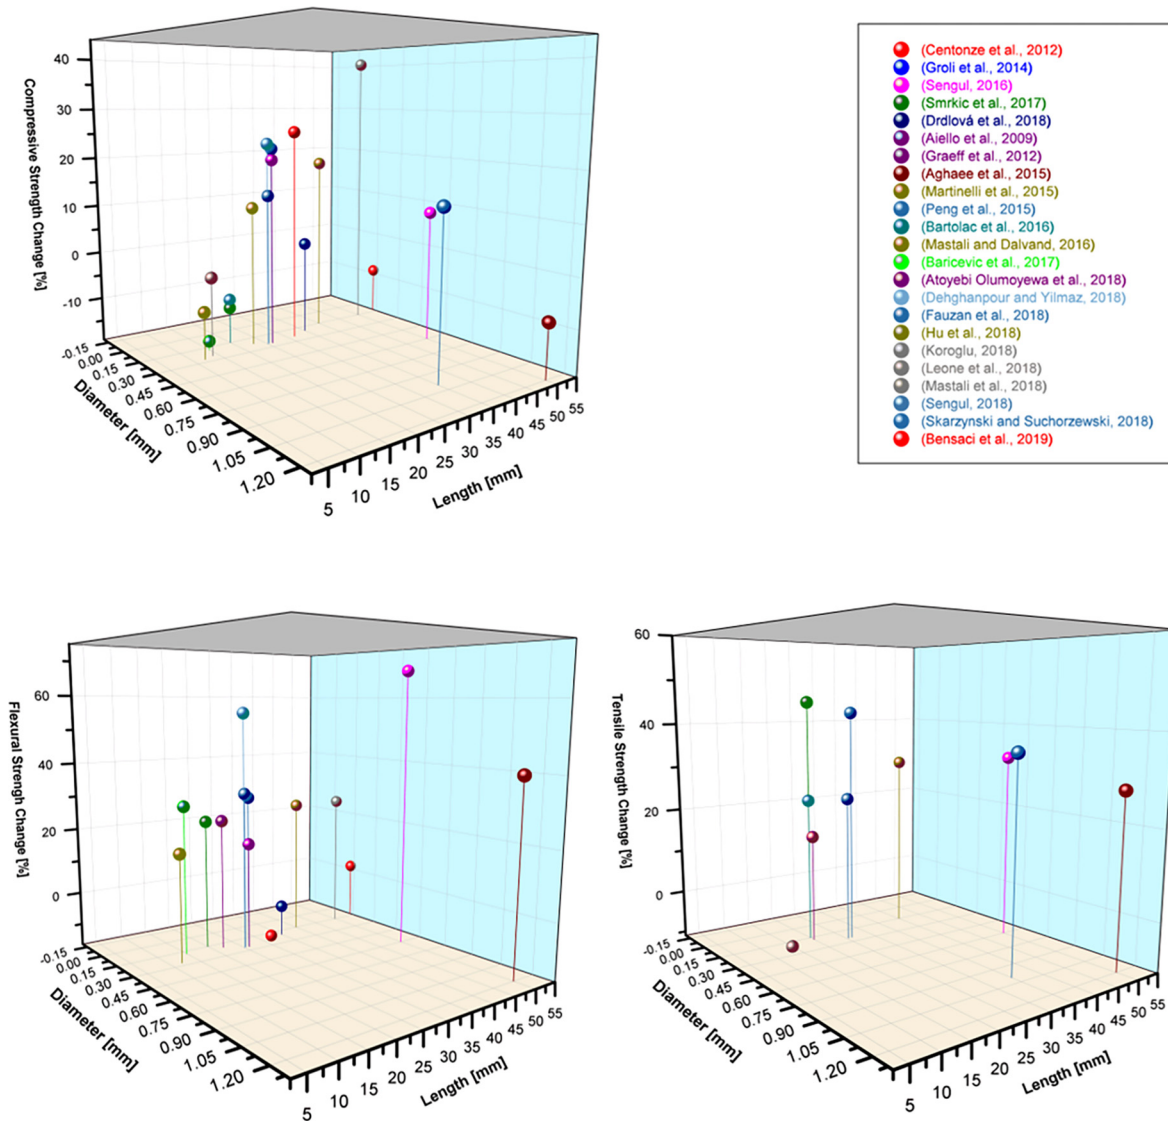 Compressive Strength Change [%]
40
30
20
10
0
-10
-0.15
0.00
0.15
0.30
0.45
0.60
0.75
0.90
1.05
1.20
Diameter [mm]
5
10
15
20
25
30
35
40
45
50
55
Length [mm]
(Centonze et al., 2012)
(Groli et al., 2014)
(Sengul, 2016)
(Smrkic et al., 2017)
(Drdlová et al., 2018)
(Aiello et al., 2009)
(Graeff et al., 2012)
(Aghaee et al., 2015)
(Martinelli et al., 2015)
(Peng et al., 2015)
(Bartolac et al., 2016)
(Mastali and Dalvand, 2016)
(Baricevic et al., 2017)
(Atoyebi Olumoyewa et al., 2018)
(Dehghanpour and Yilmaz, 2018)
(Fauzan et al., 2018)
(Hu et al., 2018)
(Koroglu, 2018)
(Leone et al., 2018)
(Mastali et al., 2018)
(Sengul, 2018)
(Skarzynski and Suchorzewski, 2018)
(Bensaci et al., 2019)
Flexural Strengh Change [%]
60
40
20
0
-0.15
0.00
0.15
0.30
0.45
0.60
0.75
0.90
1.05
1.20
Diameter [mm]
5
10
15
20
25
30
35
40
45
50
55
Length [mm]
Tensile Strength Change [%]
60
40
20
0
-0.15
0.00
0.15
0.30
0.45
0.60
0.75
0.90
1.05
1.20
Diameter [mm]
5
10
15
20
25
30
35
40
45
50
55
Length [mm]